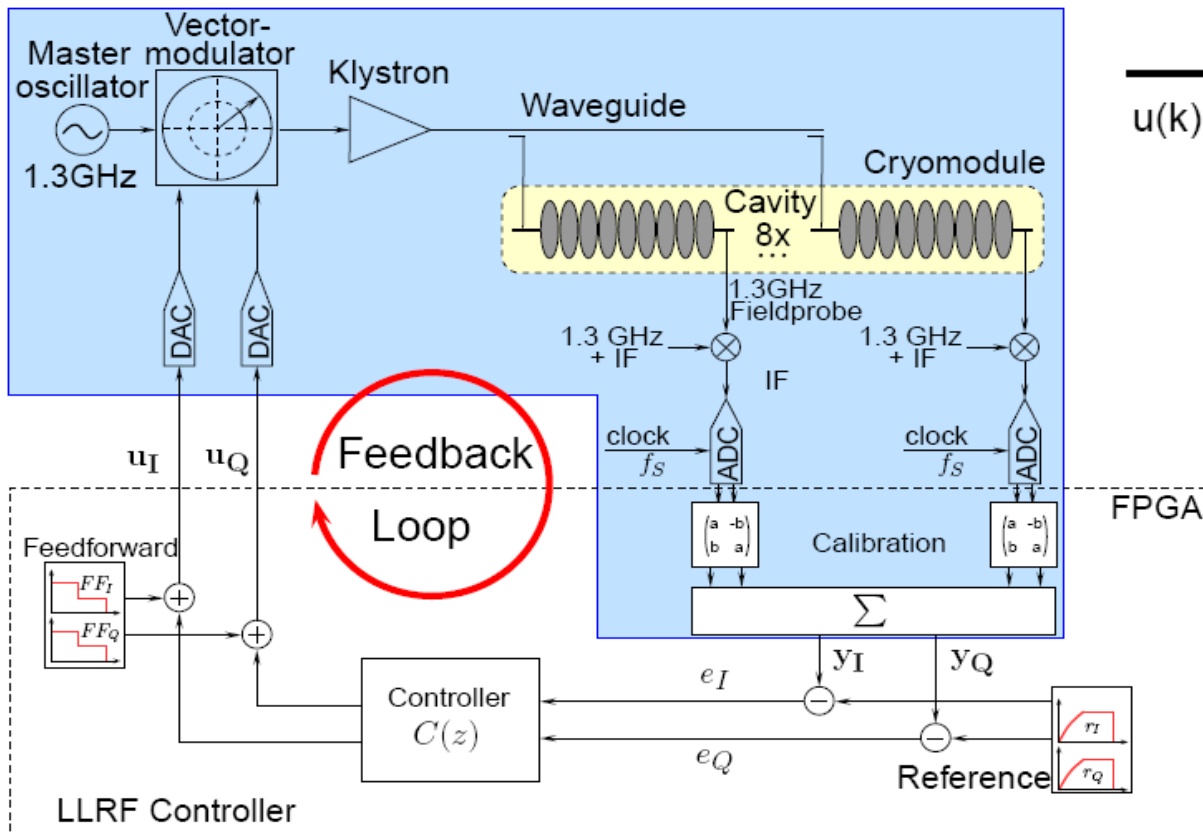 Master
oscillator
1.3GHz
Vector-
modulator
Klystron
Waveguide
Cryomodule
Cavity
8x
...
1.3GHz
Fieldprobe
1.3 GHz
+ IF
IF
1.3 GHz
+ IF
DAC
DAC
clock
f_S
ADC
clock
f_S
ADC
u(k)
u_I
u_Q
Feedback
Loop
FPGA
(a -b
b a)
Calibration
(a -b
b a)
Σ
Feedforward
FF_I
FF_Q
+
+
Controller
C(z)
e_I
e_Q
y_I
y_Q
−
−
Reference
r_I
r_Q
LLRF Controller